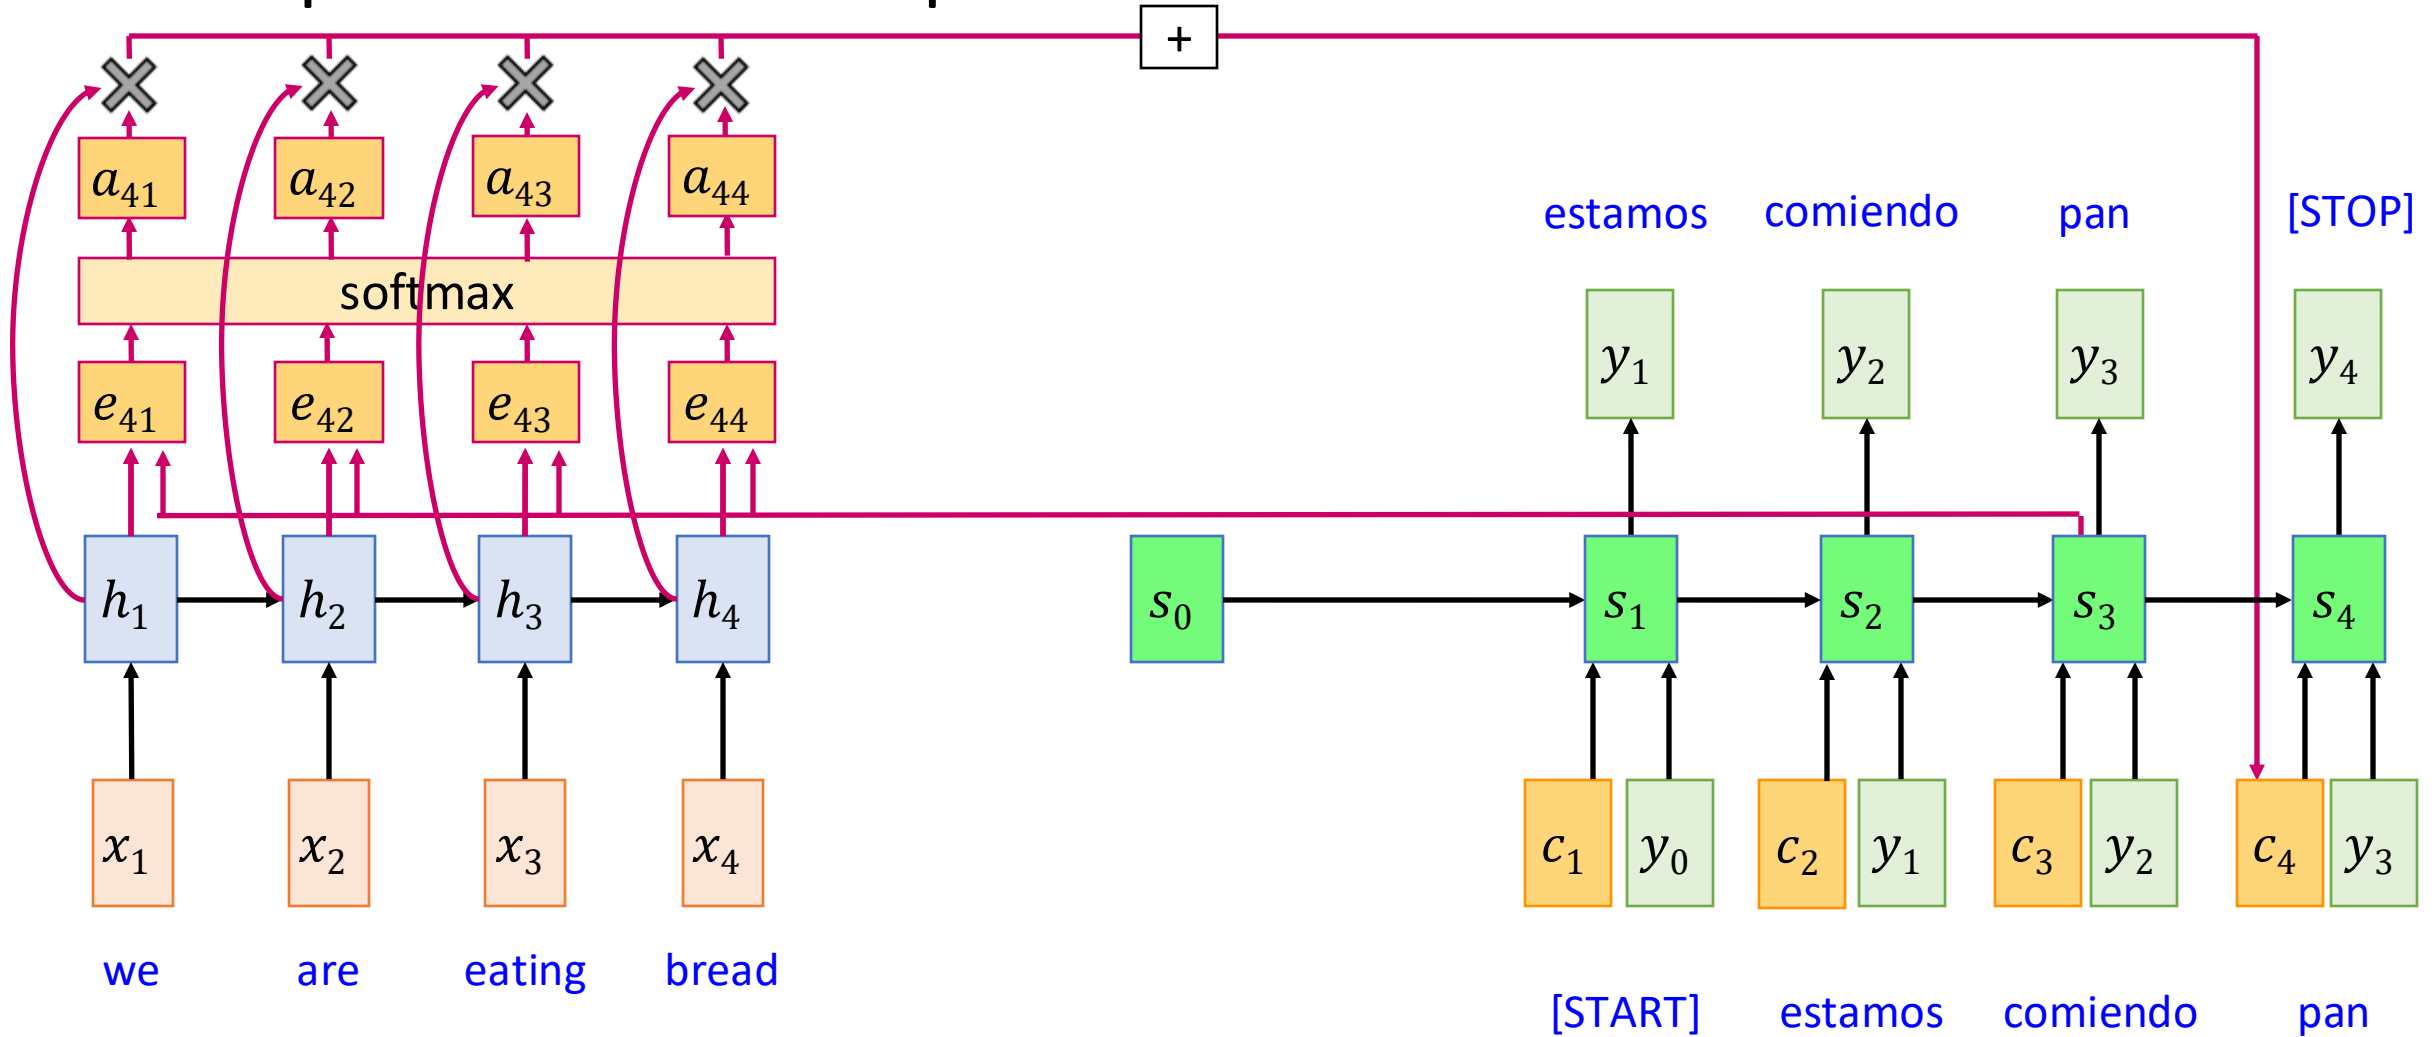 +
a₄₁ a₄₂ a₄₃ a₄₄
estamos comiendo pan [STOP]
softmax
y₁ y₂ y₃ y₄
e₄₁ e₄₂ e₄₃ e₄₄
h₁ h₂ h₃ h₄ s₀ s₁ s₂ s₃ s₄
x₁ x₂ x₃ x₄ c₁ y₀ c₂ y₁ c₃ y₂ c₄ y₃
we are eating bread
[START] estamos comiendo pan